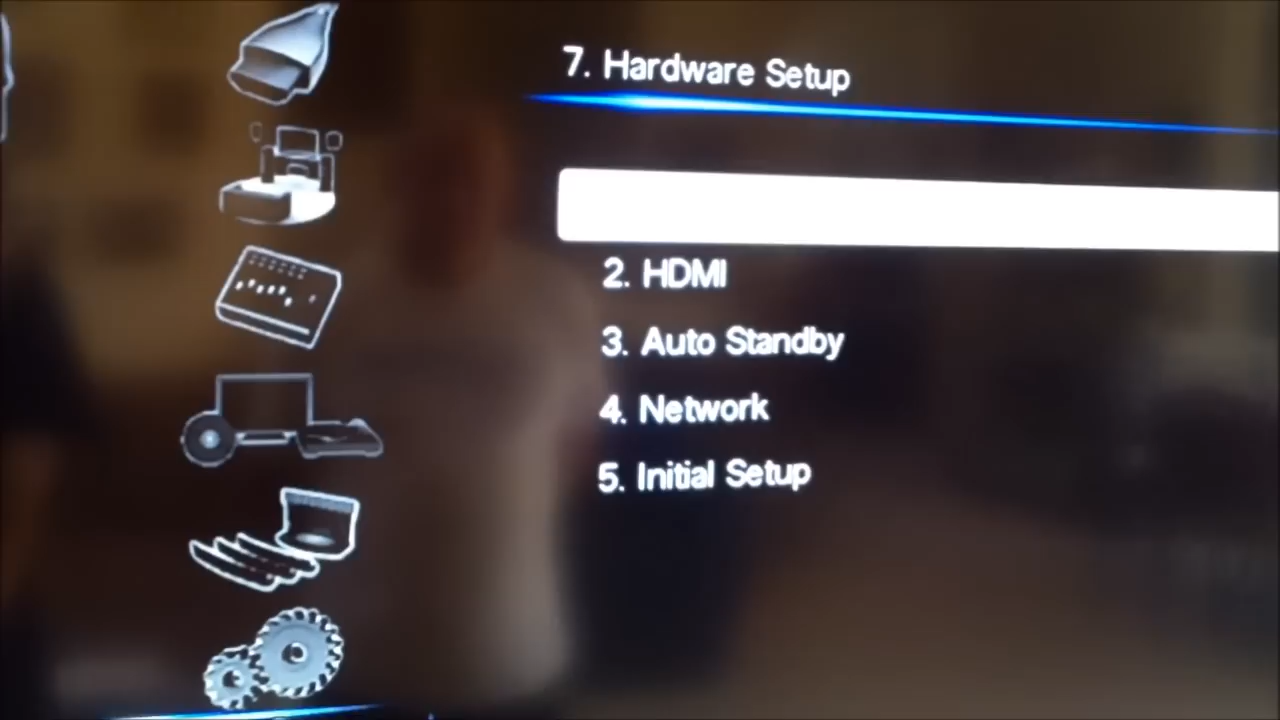 7. Hardware Setup
2. HDMI
3. Auto Standby
4. Network
5. Initial Setup